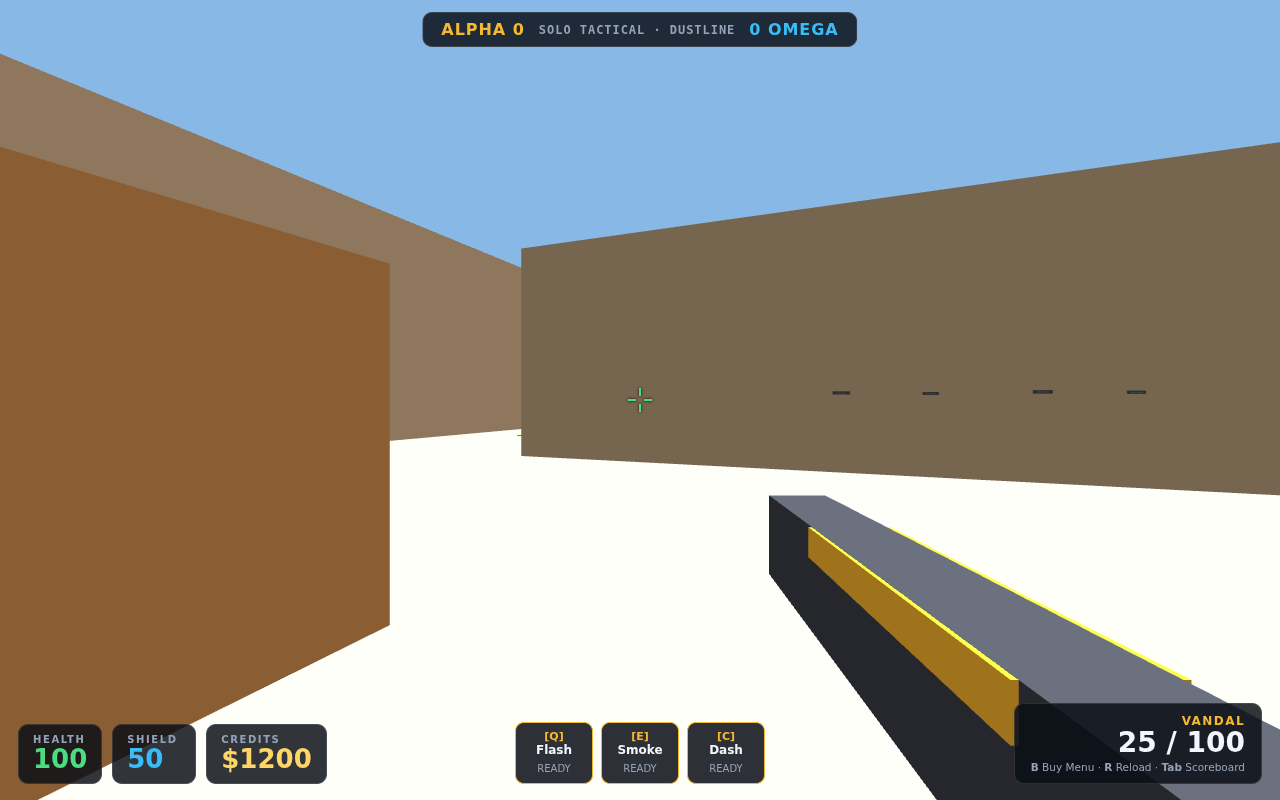 ALPHA 0 SOLO TACTICAL · DUSTLINE 0 OMEGA
HEALTH
100
SHIELD
50
CREDITS
$1200
[Q]
Flash
READY
[E]
Smoke
READY
[C]
Dash
READY
VANDAL
25 / 100
B Buy Menu · R Reload · Tab Scoreboard